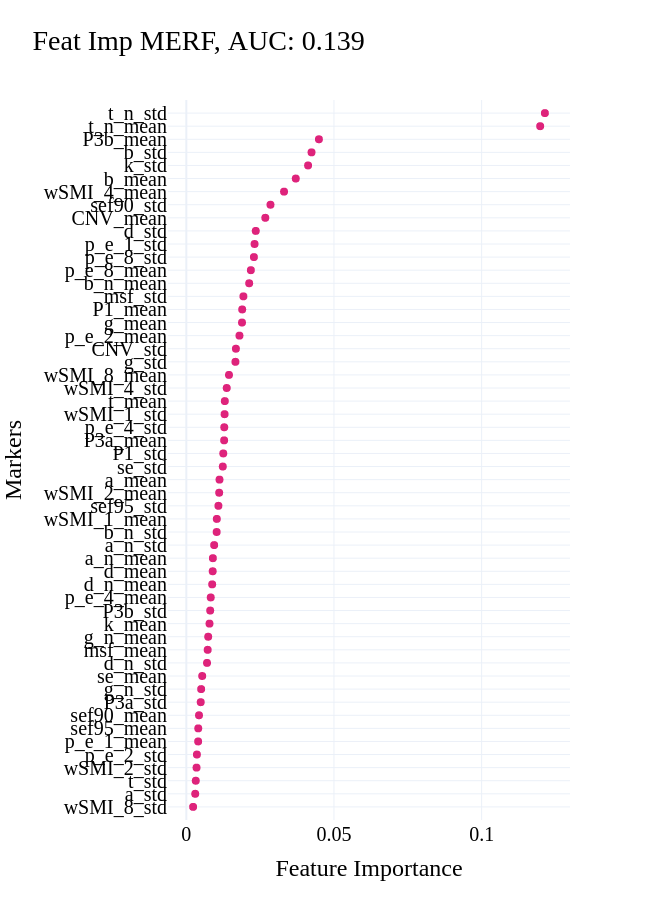 Feat Imp MERF, AUC: 0.139
t_n_std
t_n_mean
P3b_mean
p_std
k_std
b_mean
wSMI_4_mean
sef90_std
CNV_mean
d_std
p_e_1_std
p_e_8_std
p_e_8_mean
b_n_mean
msf_std
P1_mean
g_mean
p_e_2_mean
CNV_std
g_std
wSMI_8_mean
wSMI_4_std
t_mean
wSMI_1_std
p_e_4_std
P3a_mean
P1_std
se_std
a_mean
wSMI_2_mean
sef95_std
wSMI_1_mean
b_n_std
a_n_std
a_n_mean
d_mean
d_n_mean
p_e_4_mean
P3b_std
k_mean
g_n_mean
msf_mean
d_n_std
se_mean
g_n_std
P3a_std
sef90_mean
sef95_mean
p_e_1_mean
p_e_2_std
wSMI_2_std
t_std
a_std
wSMI_8_std
Markers
0 0.05 0.1
Feature Importance